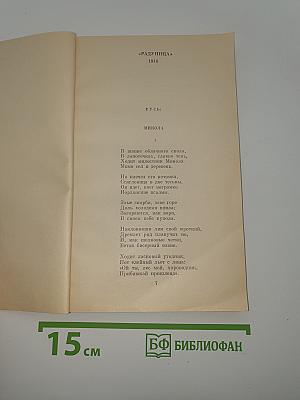 «РАДУНИЦА»
1916
РУСЬ
МИКОЛА
1
В шапке облачного скола,
В лапоточках, словно тень,
Ходит милостник Микола
Мимо сел и деревень.
На плечах его котомка,
Стягловица в две тесьмы,
Он идет, поет негромко
Иорданские псалмы.
Злые скорби, злое горе
Даль холодная впила;
Загораются, как зори,
В синем небе купола.
Наклонивши лик свой кроткий,
Дремлет ряд плакучих ив,
И, как шелковые четки,
Веток бисерный извив.
Ходит ласковый угодник,
Пот елейный льет с лица:
«Ой ты, лес мой, хороводник,
Прибаюкай пришлеца».
7
15 см
БФ БИБЛИОФАН